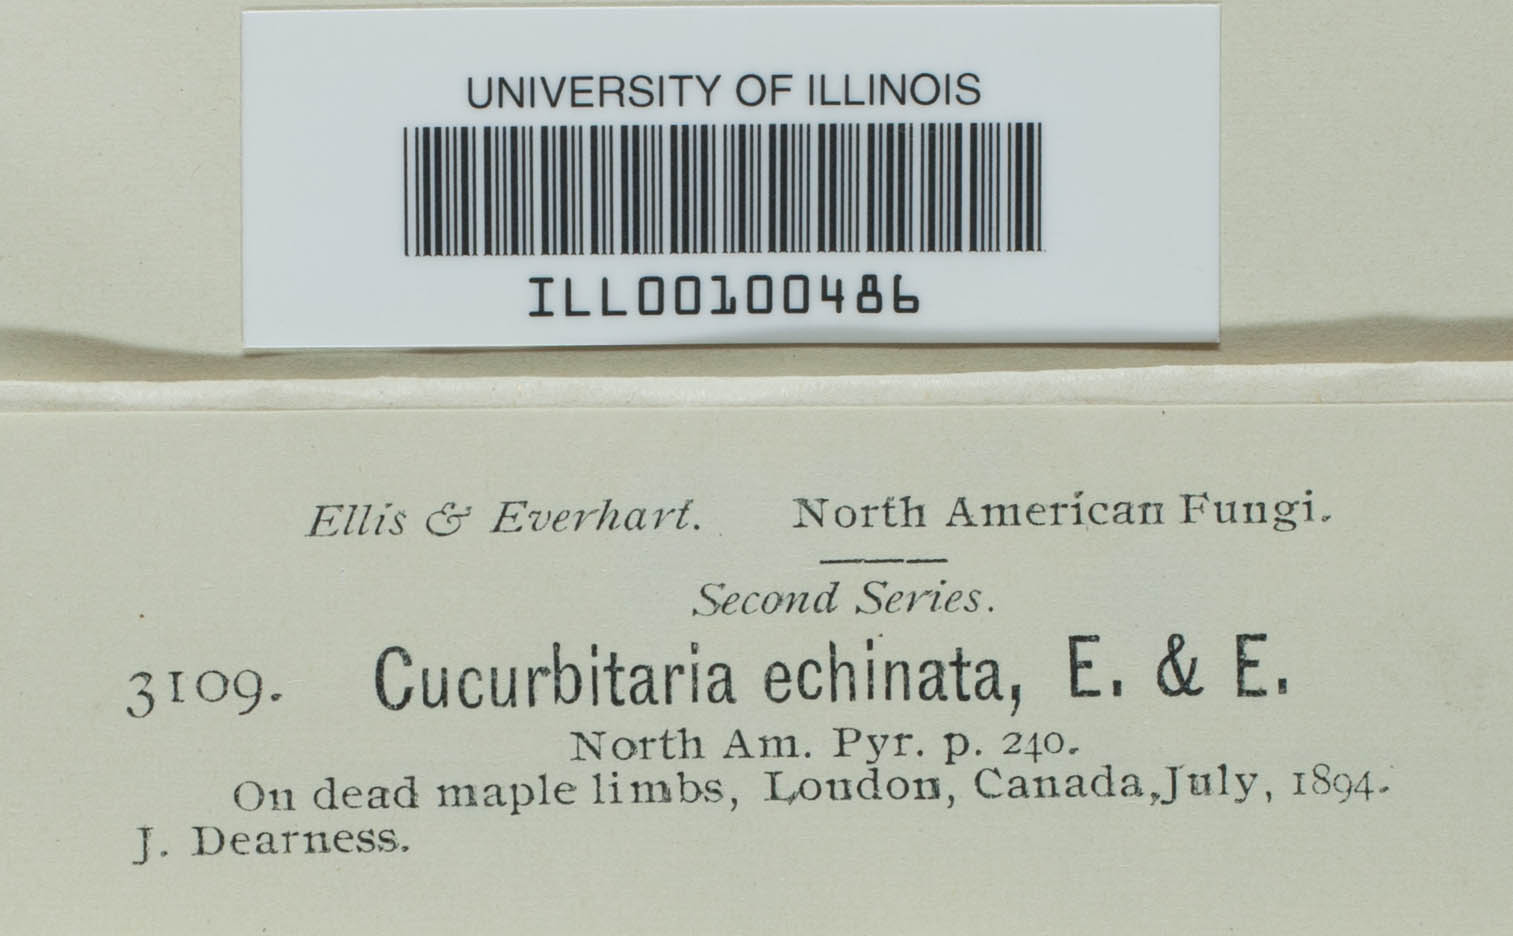 UNIVERSITY OF ILLINOIS
ILL00100486
Ellis & Everhart. North American Fungi.
Second Series.
3109. Cucurbitaria echinata, E. & E.
North Am. Pyr. p. 240.
On dead maple limbs, London, Canada, July, 1894.
J. Dearness.